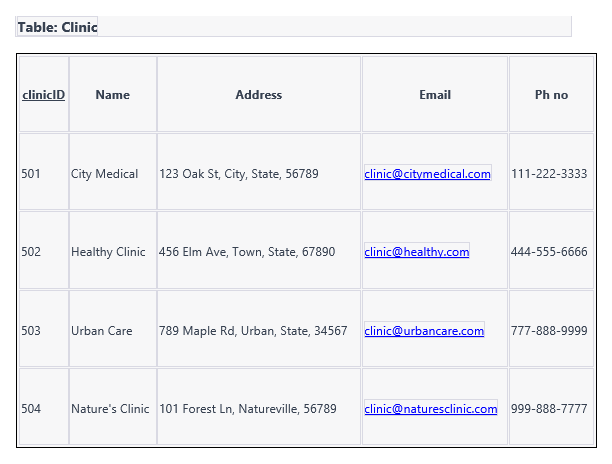 Table: Clinic
clinicID Name Address Email Ph no
501 City Medical 123 Oak St, City, State, 56789 clinic@citymedical.com 111-222-3333
502 Healthy Clinic 456 Elm Ave, Town, State, 67890 clinic@healthy.com 444-555-6666
503 Urban Care 789 Maple Rd, Urban, State, 34567 clinic@urbancare.com 777-888-9999
504 Nature's Clinic 101 Forest Ln, Natureville, 56789 clinic@naturesclinic.com 999-888-7777